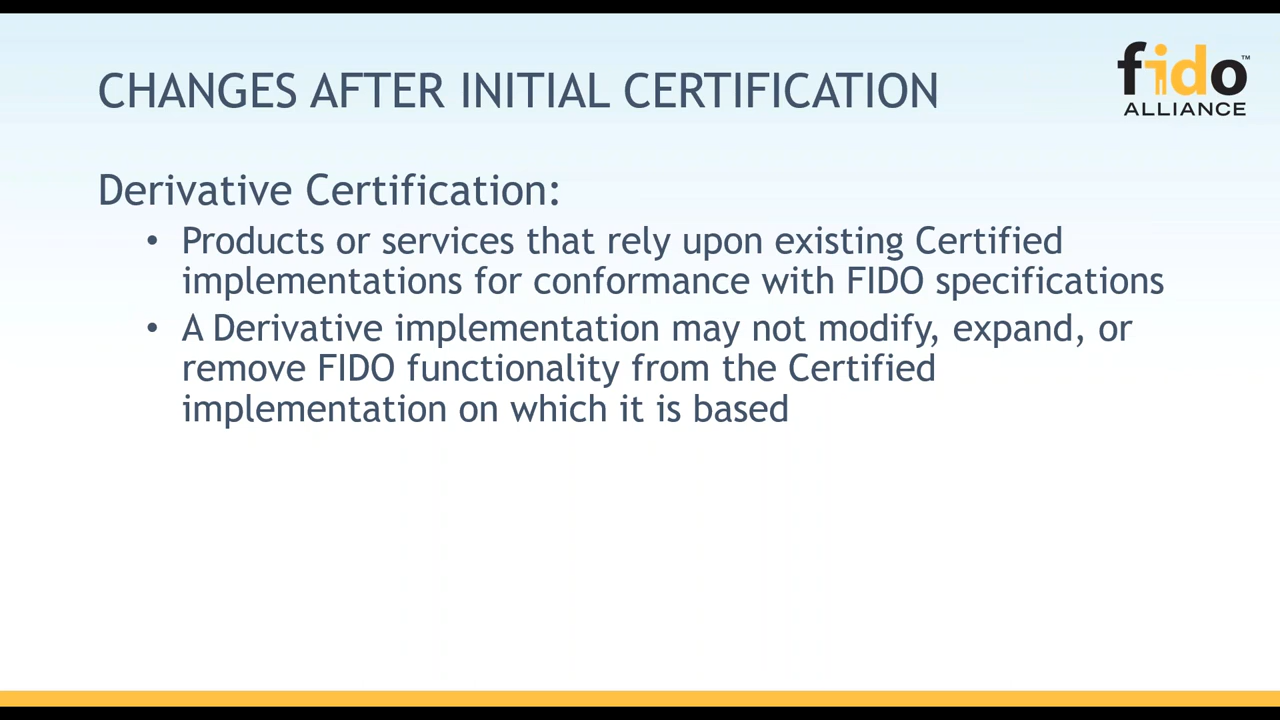 CHANGES AFTER INITIAL CERTIFICATION
fido™
ALLIANCE
Derivative Certification:
• Products or services that rely upon existing Certified
implementations for conformance with FIDO specifications
• A Derivative implementation may not modify, expand, or
remove FIDO functionality from the Certified
implementation on which it is based